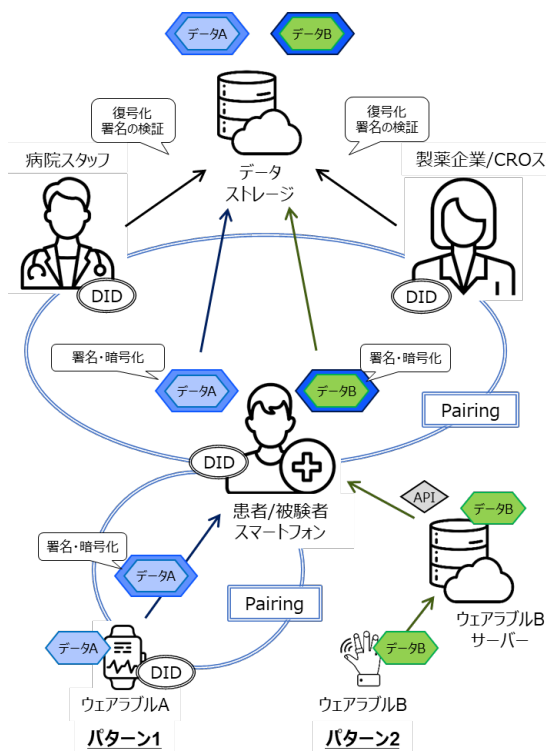 データA
データB
復号化
署名の検証
復号化
署名の検証
病院スタッフ
製薬企業/CROス
データ
ストレージ
DID
DID
署名・暗号化
データA
データB
署名・暗号化
Pairing
DID
患者/被験者
スマートフォン
API
データB
署名・暗号化
データA
Pairing
ウェアラブルB
サーバー
データA
DID
データB
ウェアラブルA
ウェアラブルB
パターン1
パターン2